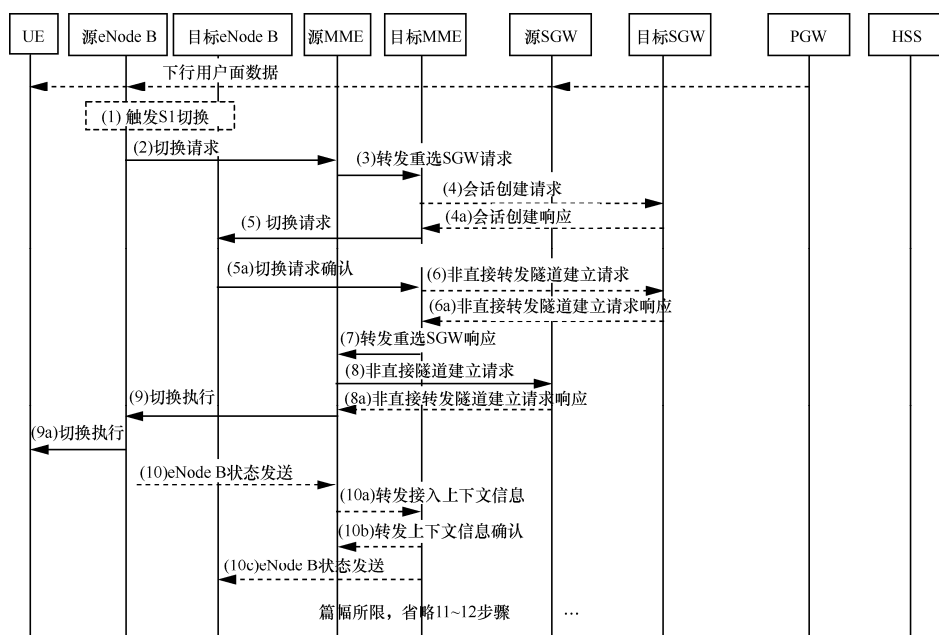 UE
源eNode B
目标eNode B
源MME
目标MME
源SGW
目标SGW
PGW
HSS
下行用户面数据
(1) 触发S1切换
(2)切换请求
(3)转发重选SGW请求
(4)会话创建请求
(4a)会话创建响应
(5) 切换请求
(5a)切换请求确认
(6)非直接转发隧道建立请求
(6a)非直接转发隧道建立请求响应
(7)转发重选SGW响应
(8)非直接隧道建立请求
(8a)非直接转发隧道建立请求响应
(9)切换执行
(9a)切换执行
(10)eNode B状态发送
(10a)转发接入上下文信息
(10b)转发上下文信息确认
(10c)eNode B状态发送
篇幅所限，省略11~12步骤 …